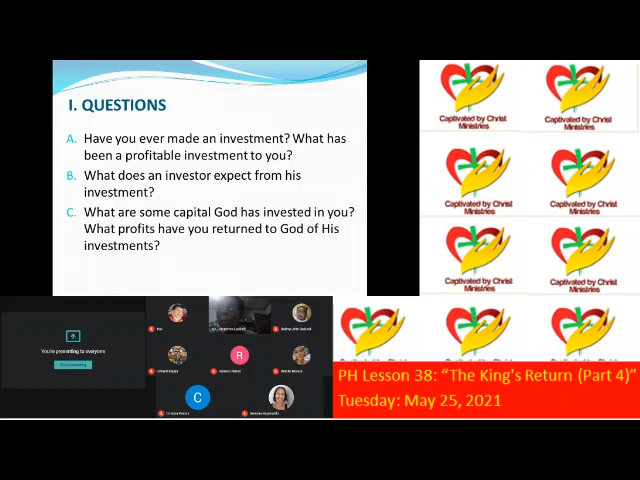 I. QUESTIONS
A. Have you ever made an investment? What has
been a profitable investment to you?
B. What does an investor expect from his
investment?
C. What are some capital God has invested in you?
What profits have you returned to God of His
investments?
Captivated by Christ
Ministries
Captivated by Christ
Ministries
Captivated by Christ
Ministries
Captivated by Christ
Ministries
Captivated by Christ
Ministries
Captivated by Christ
Ministries
You're presenting to everyone
R
C
PH Lesson 38: “The King's Return (Part 4)”
Tuesday: May 25, 2021